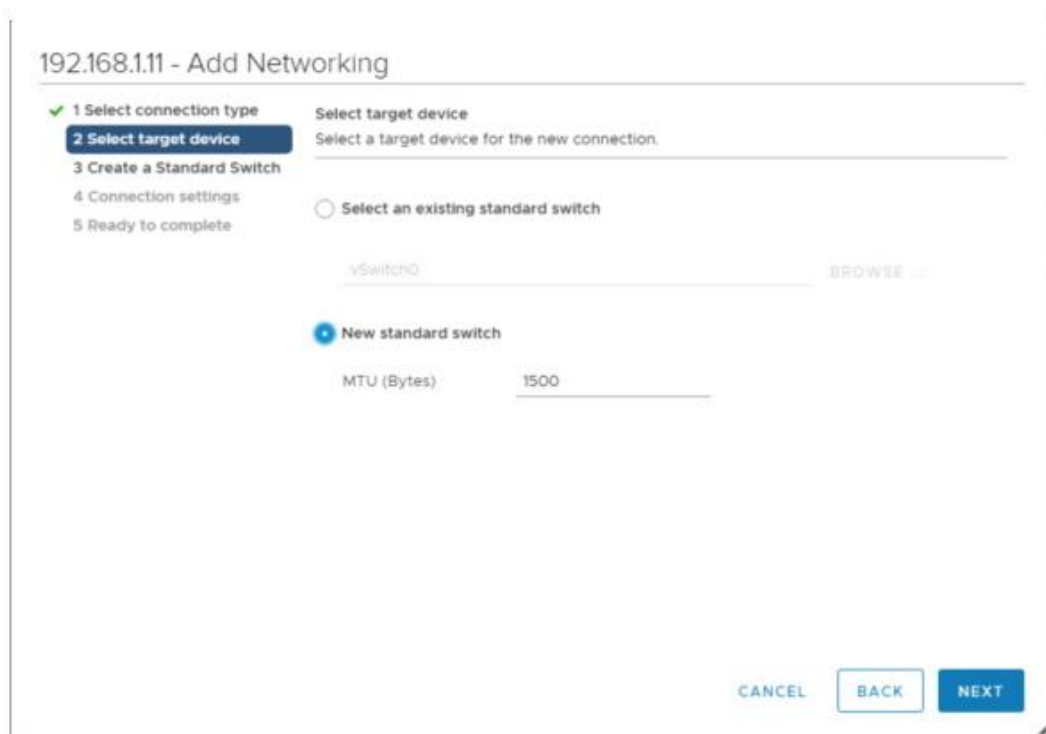 192.168.1.11 - Add Networking
1 Select connection type
2 Select target device
3 Create a Standard Switch
4 Connection settings
5 Ready to complete
Select target device
Select a target device for the new connection.
Select an existing standard switch
vSwitch0
BROWSE ...
New standard switch
MTU (Bytes)
1500
CANCEL
BACK
NEXT